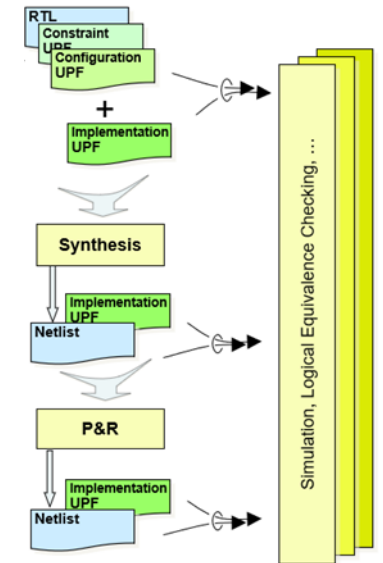 RTL
Constraint
UPF
Configuration
UPF
+
Implementation
UPF
Synthesis
Implementation
UPF
Netlist
P&R
Implementation
UPF
Netlist
Simulation, Logical Equivalence Checking, ...